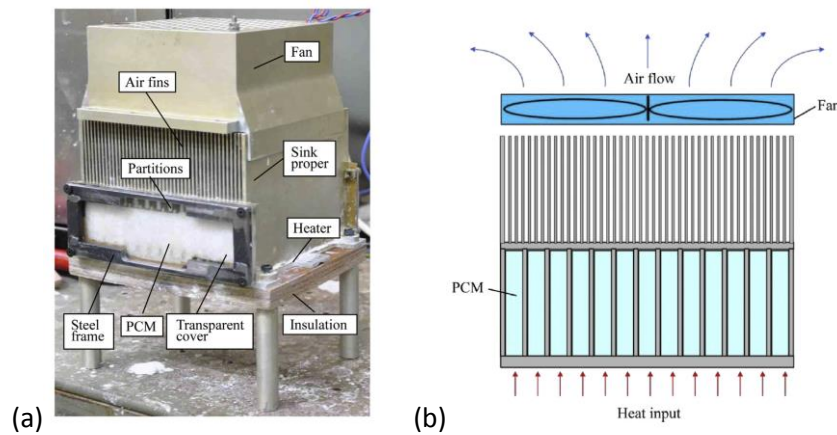 Fan
Air fins
Partitions
Sink
proper
Heater
Steel
frame
PCM
Transparent
cover
Insulation
(a)
Air flow
Fan
PCM
Heat input
(b)